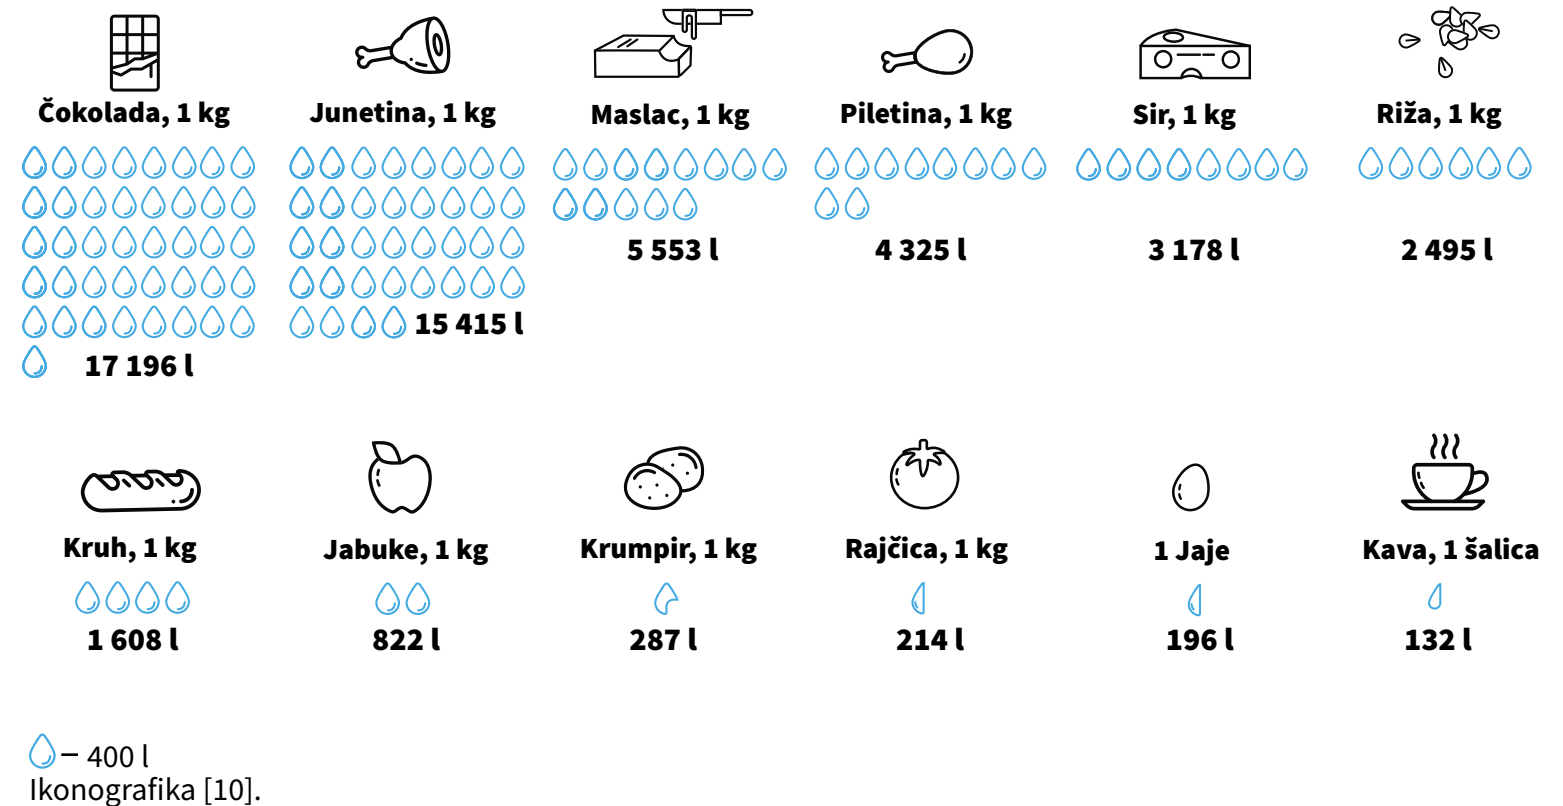 Čokolada, 1 kg
Junetina, 1 kg
Maslac, 1 kg
Piletina, 1 kg
Sir, 1 kg
Riža, 1 kg
17 196 l
15 415 l
5 553 l
4 325 l
3 178 l
2 495 l
Kruh, 1 kg
Jabuke, 1 kg
Krumpir, 1 kg
Rajčica, 1 kg
1 Jaje
Kava, 1 šalica
1 608 l
822 l
287 l
214 l
196 l
132 l
– 400 l
Ikonografika [10].